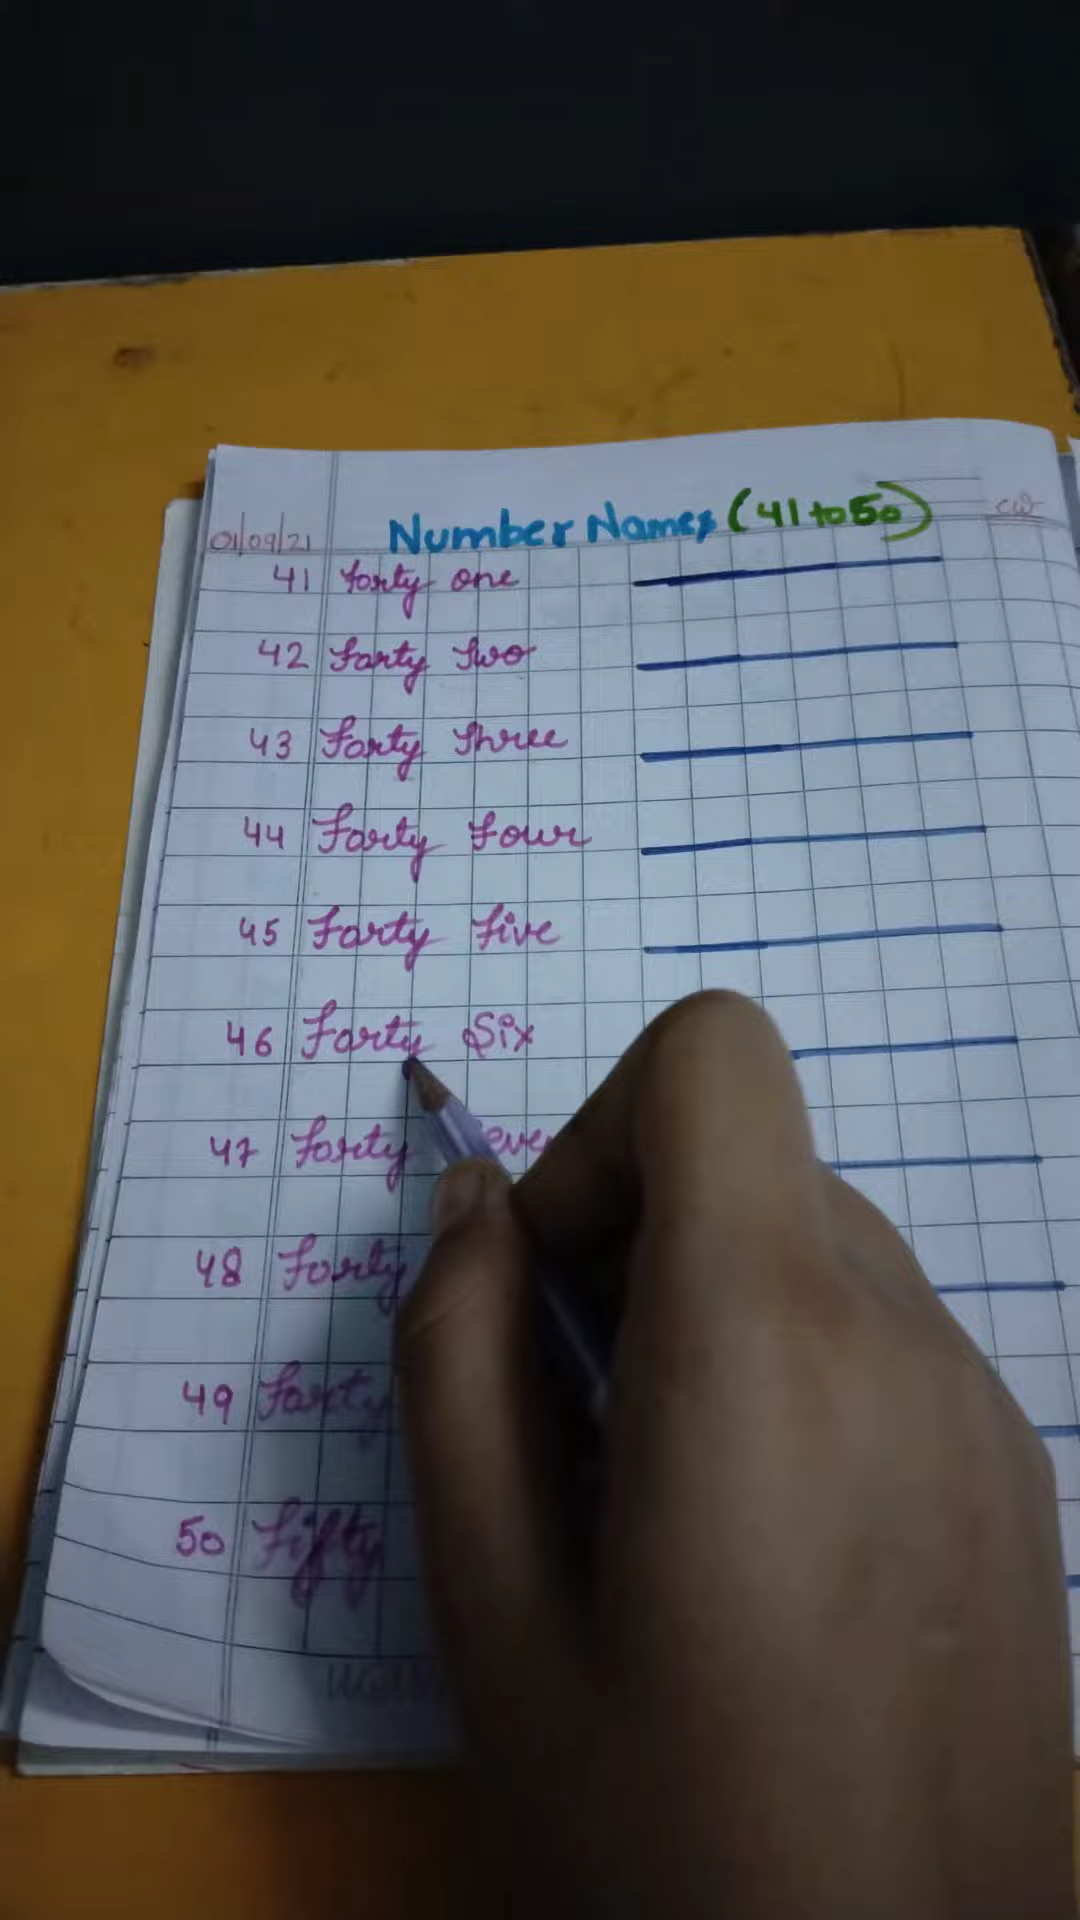 Number Names (41 to 50)
CW
01/09/21
41 Forty one
42 Forty Two
43 Forty Three
44 Forty Four
45 Forty Five
46 Forty Six
47 Forty
48 Forty
49 Forty
50 Fifty